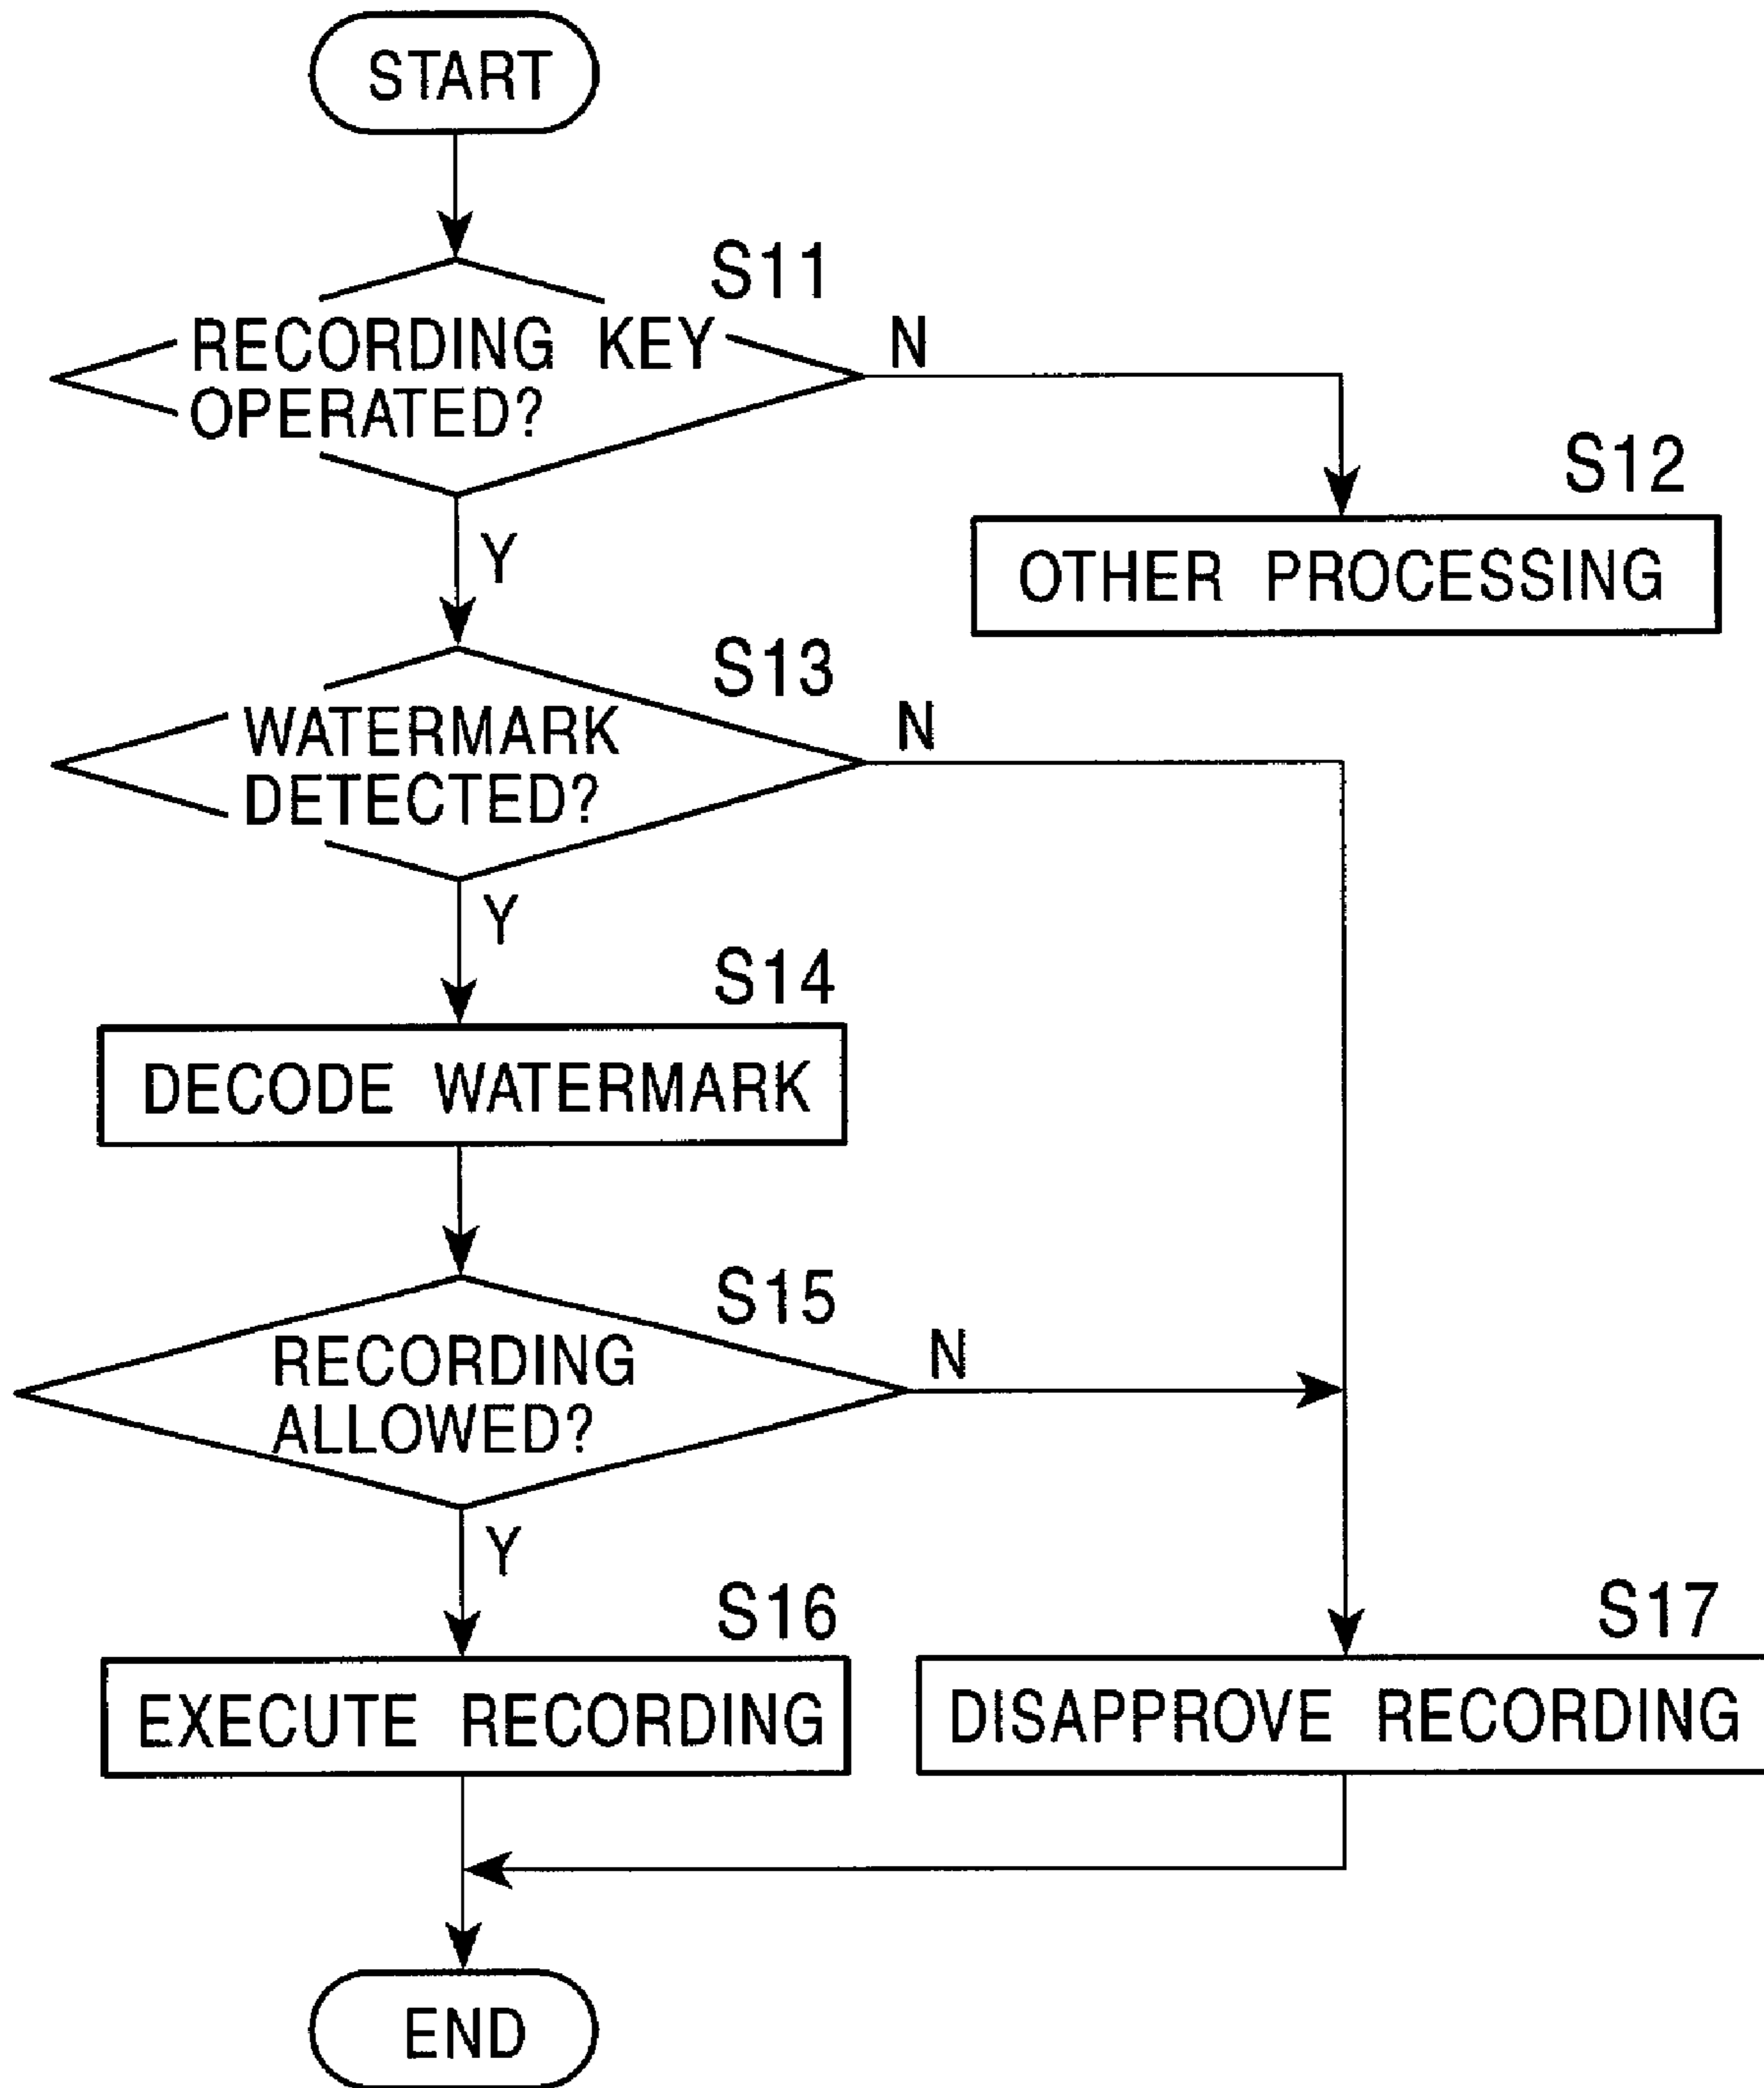 START
S11
RECORDING KEY
OPERATED?
N
Y
S12
OTHER PROCESSING
S13
WATERMARK
DETECTED?
N
Y
S14
DECODE WATERMARK
S15
RECORDING
ALLOWED?
N
Y
S16
EXECUTE RECORDING
S17
DISAPPROVE RECORDING
END